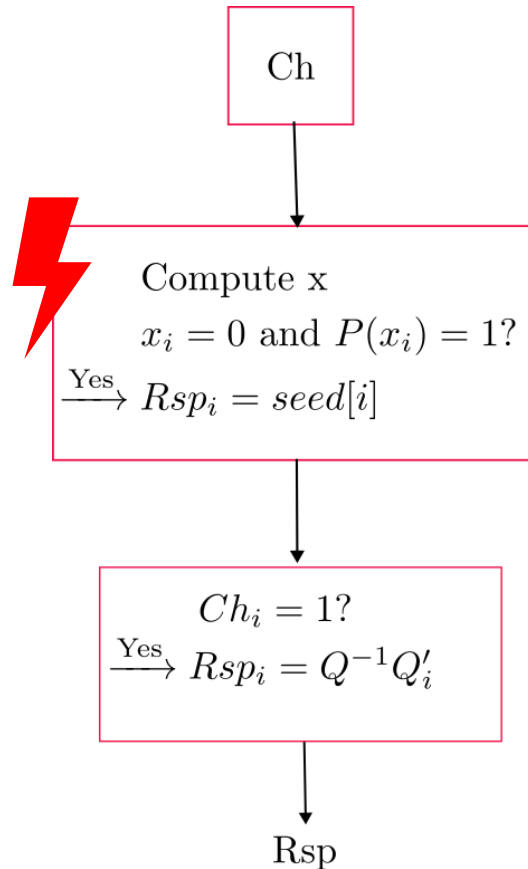 Ch
Compute x
x_i = 0 and P(x_i) = 1?
Yes → Rsp_i = seed[i]
Ch_i = 1?
Yes → Rsp_i = Q^{-1}Q'_i
Rsp